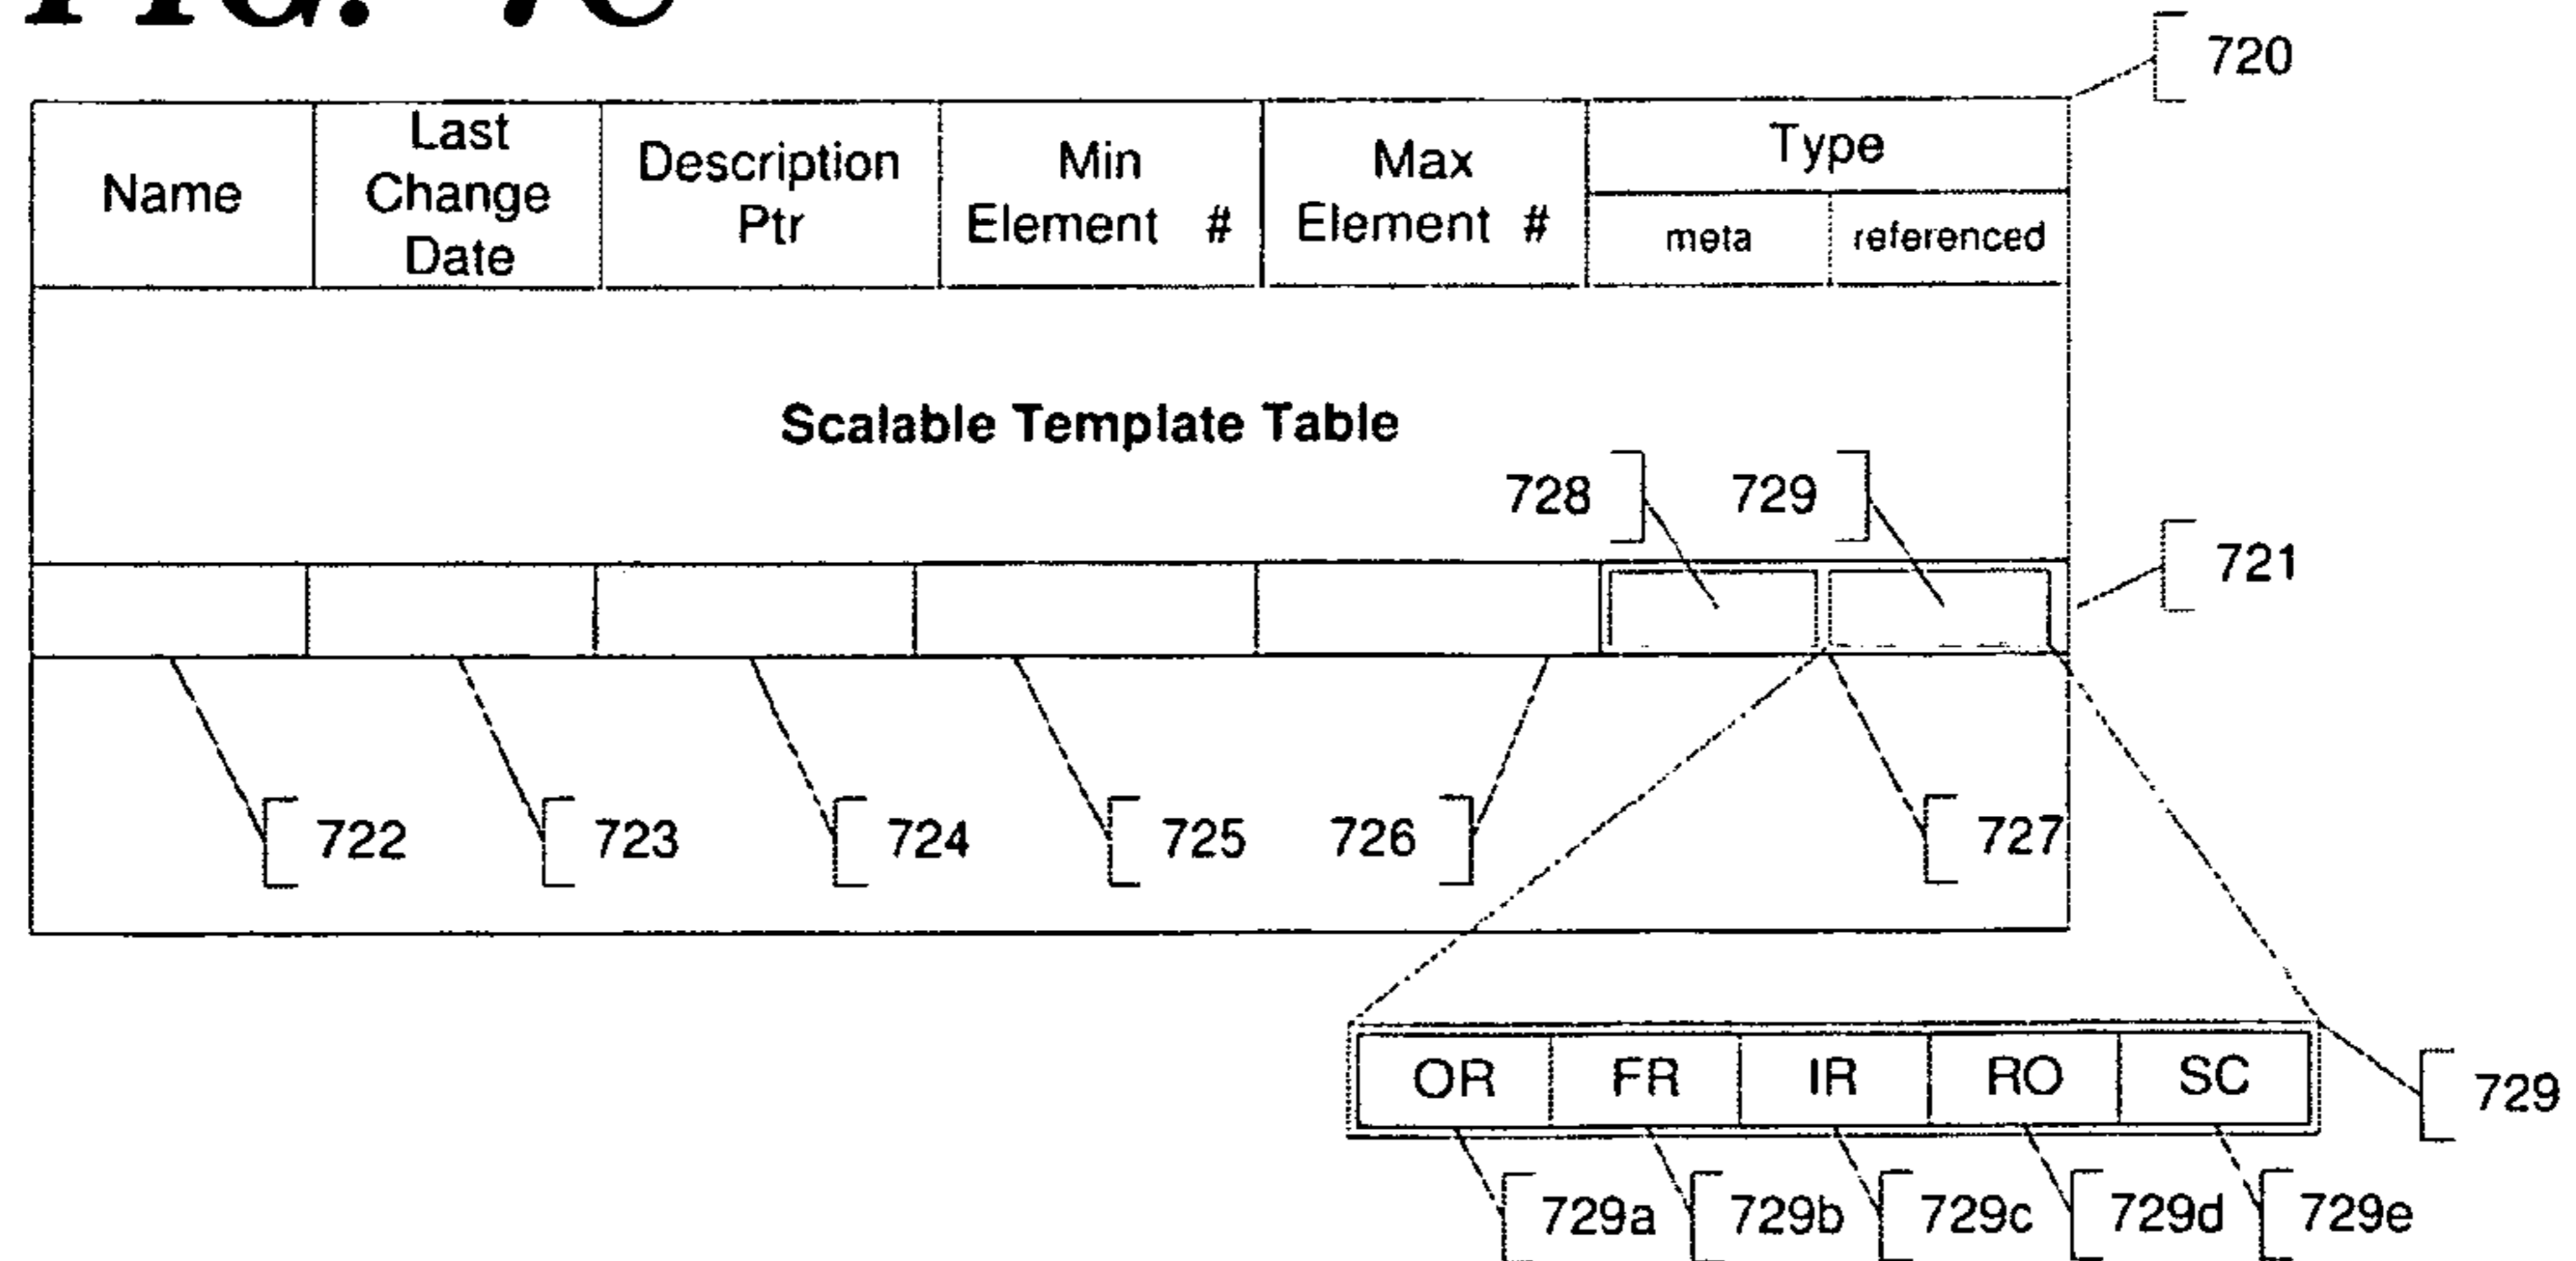 720
Name
Last
Change
Date
Description
Ptr
Min
Element #
Max
Element #
Type
meta
referenced
Scalable Template Table
728
729
721
722
723
724
725
726
727
OR
FR
IR
RO
SC
729
729a
729b
729c
729d
729e